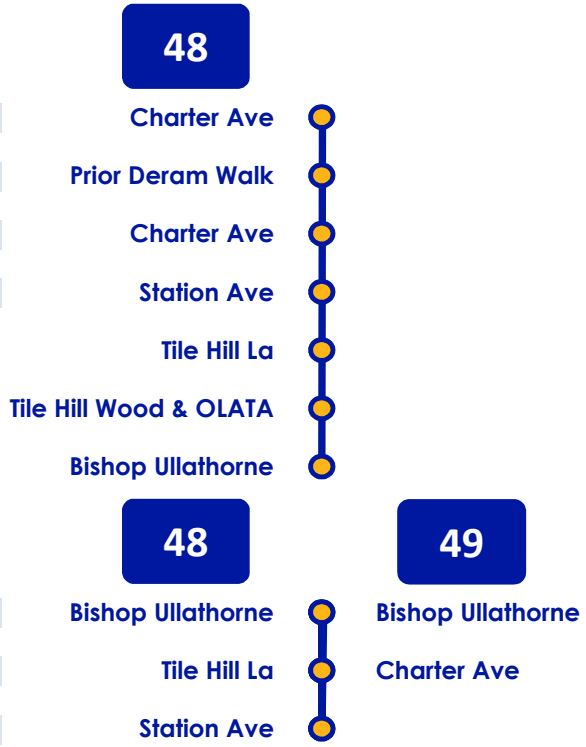 48
Charter Ave
Prior Deram Walk
Charter Ave
Station Ave
Tile Hill La
Tile Hill Wood & OLATA
Bishop Ullathorne
48 49
Bishop Ullathorne Bishop Ullathorne
Tile Hill La Charter Ave
Station Ave